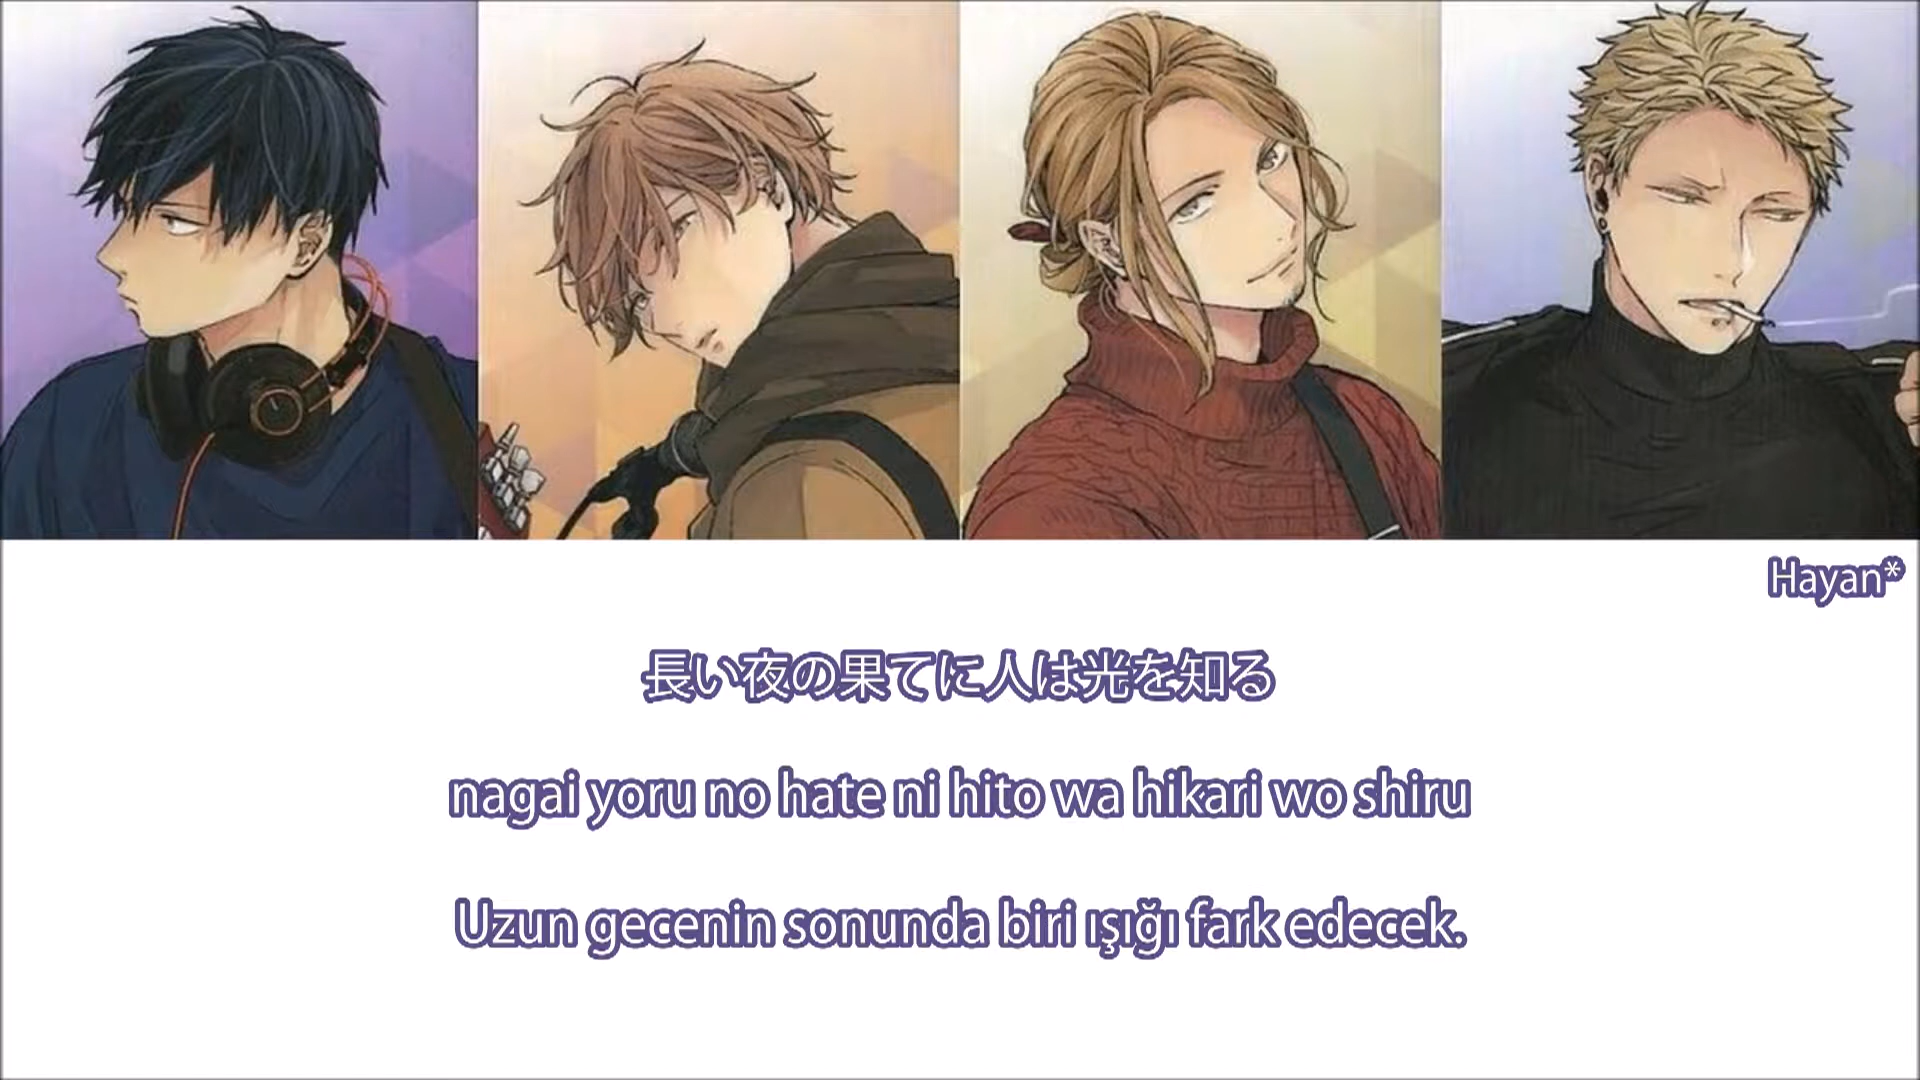 Hayan*
長い夜の果てに人は光を知る
nagai yoru no hate ni hito wa hikari wo shiru
Uzun gecenin sonunda biri ışığı fark edecek.